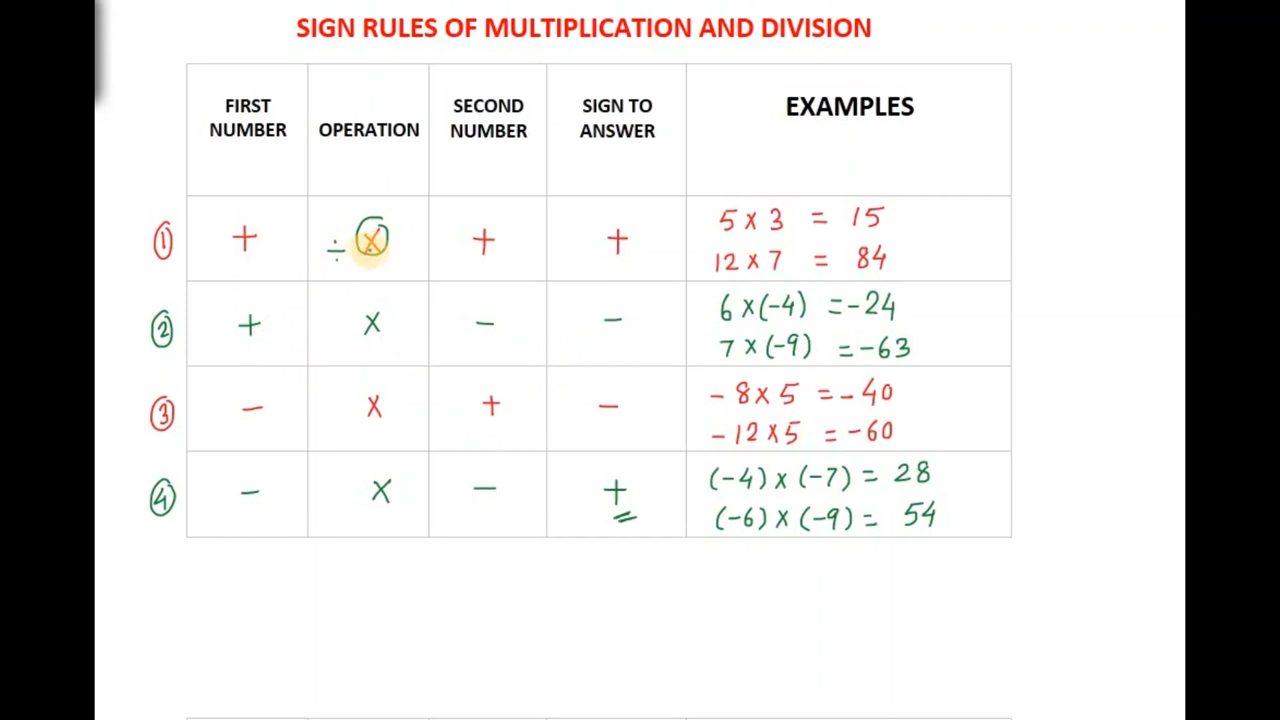 SIGN RULES OF MULTIPLICATION AND DIVISION
FIRST NUMBER OPERATION SECOND NUMBER SIGN TO ANSWER EXAMPLES
① + ÷ × + + 5 × 3 = 15
12 × 7 = 84
② + × − − 6 × (−4) = −24
7 × (−9) = −63
③ − × + − −8 × 5 = −40
−12 × 5 = −60
④ − × − + (−4) × (−7) = 28
(−6) × (−9) = 54